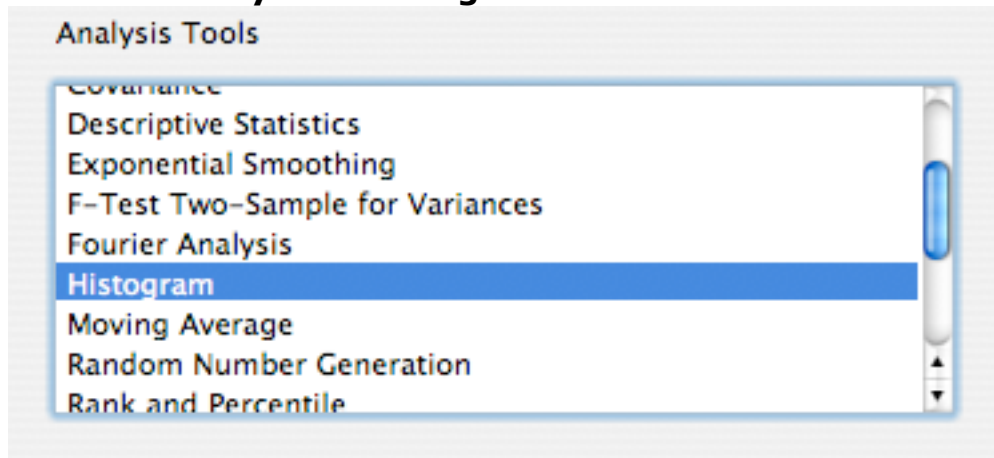 Analysis Tools
Covariance
Descriptive Statistics
Exponential Smoothing
F-Test Two-Sample for Variances
Fourier Analysis
Histogram
Moving Average
Random Number Generation
Rank and Percentile